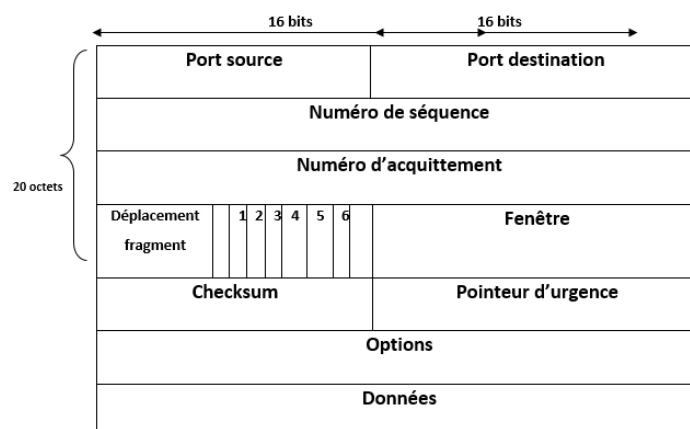 16 bits 16 bits
Port source Port destination
Numéro de séquence
Numéro d’acquittement
20 octets
Déplacement fragment 1 2 3 4 5 6 Fenêtre
Checksum Pointeur d’urgence
Options
Données